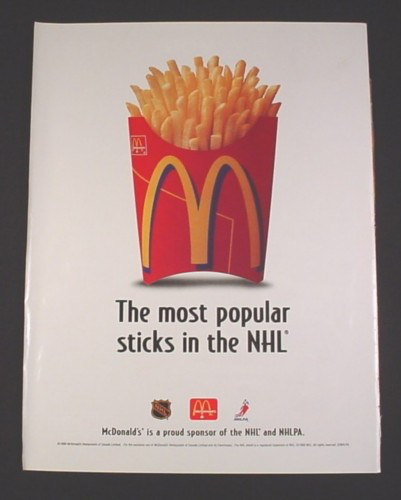 The most popular
sticks in the NHL®
McDonald's® is a proud sponsor of the NHL® and NHLPA.